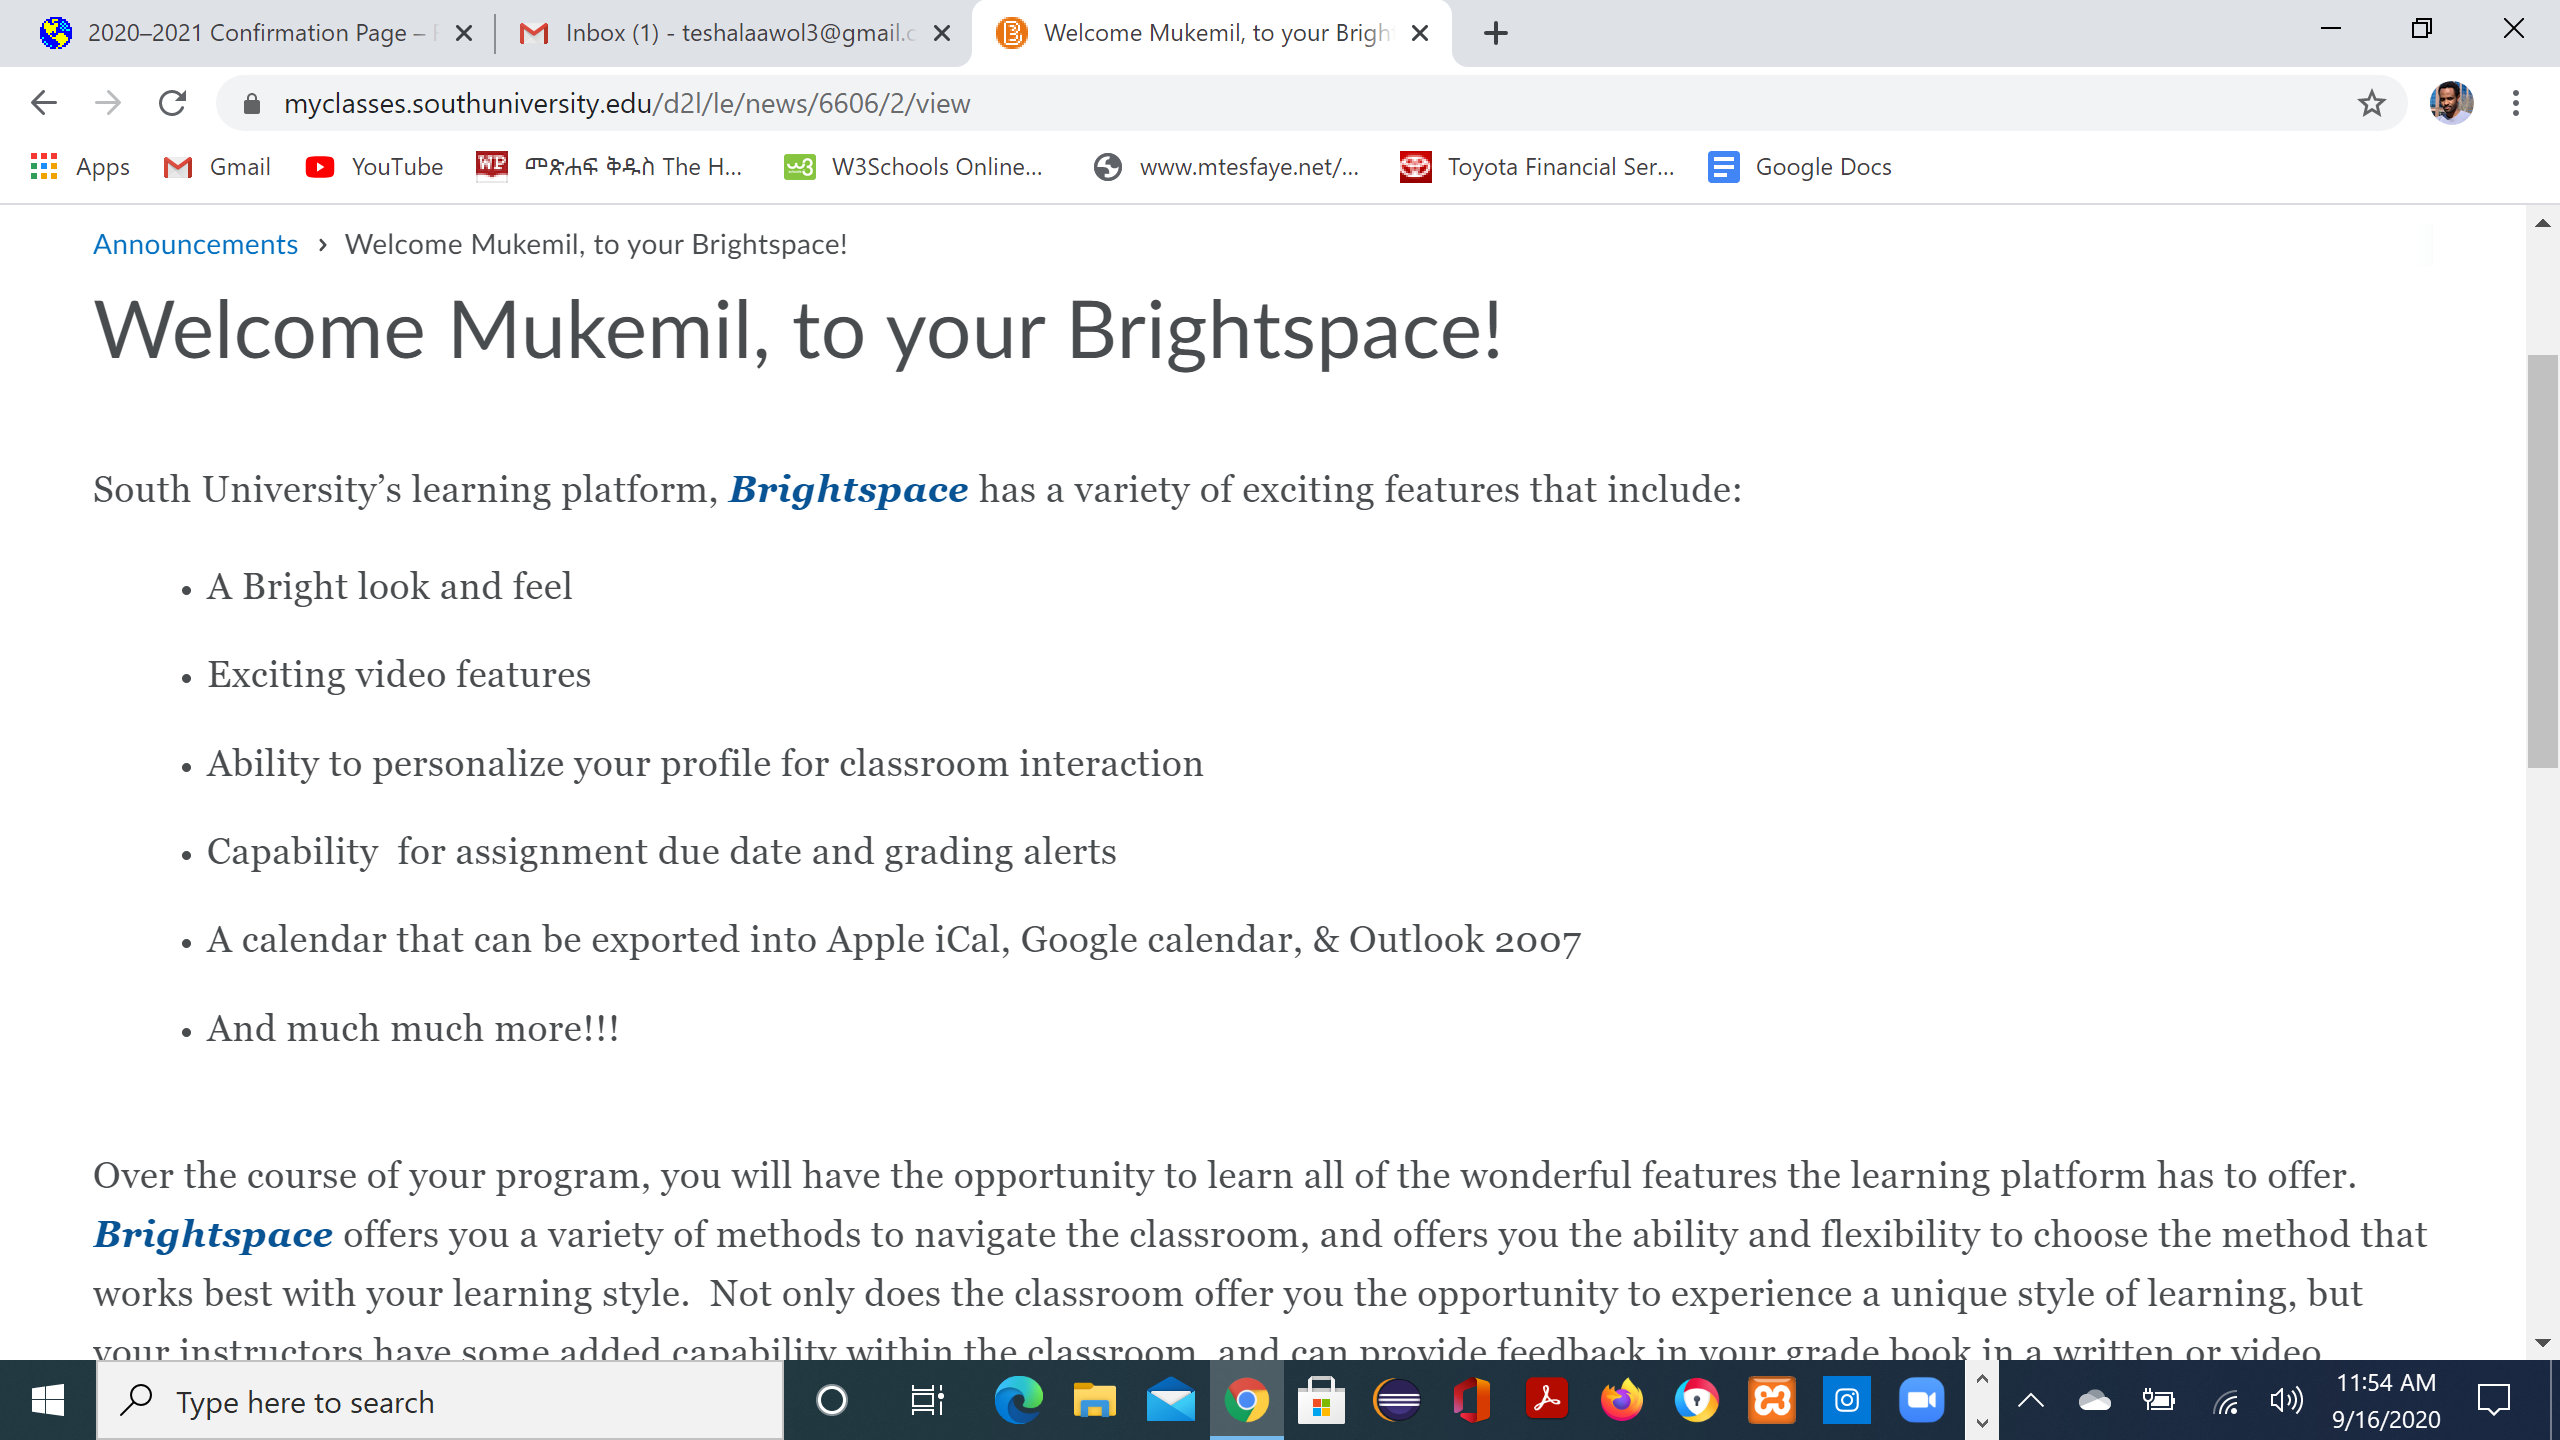 2020–2021 Confirmation Page –
Inbox (1) - teshalaawol3@gmail.c
Welcome Mukemil, to your Brigh
myclasses.southuniversity.edu/d2l/le/news/6606/2/view
Apps
Gmail
YouTube
WP
መጽሐፍ ቅዱስ The H...
w3
W3Schools Online...
www.mtesfaye.net/...
Toyota Financial Ser...
Google Docs
Announcements › Welcome Mukemil, to your Brightspace!
Welcome Mukemil, to your Brightspace!
South University’s learning platform, Brightspace has a variety of exciting features that include:
• A Bright look and feel
• Exciting video features
• Ability to personalize your profile for classroom interaction
• Capability  for assignment due date and grading alerts
• A calendar that can be exported into Apple iCal, Google calendar, & Outlook 2007
• And much much more!!!
Over the course of your program, you will have the opportunity to learn all of the wonderful features the learning platform has to offer.
Brightspace offers you a variety of methods to navigate the classroom, and offers you the ability and flexibility to choose the method that
works best with your learning style.  Not only does the classroom offer you the opportunity to experience a unique style of learning, but
your instructors have some added capability within the classroom, and can provide feedback in your grade book in a written or video
Type here to search
11:54 AM
9/16/2020